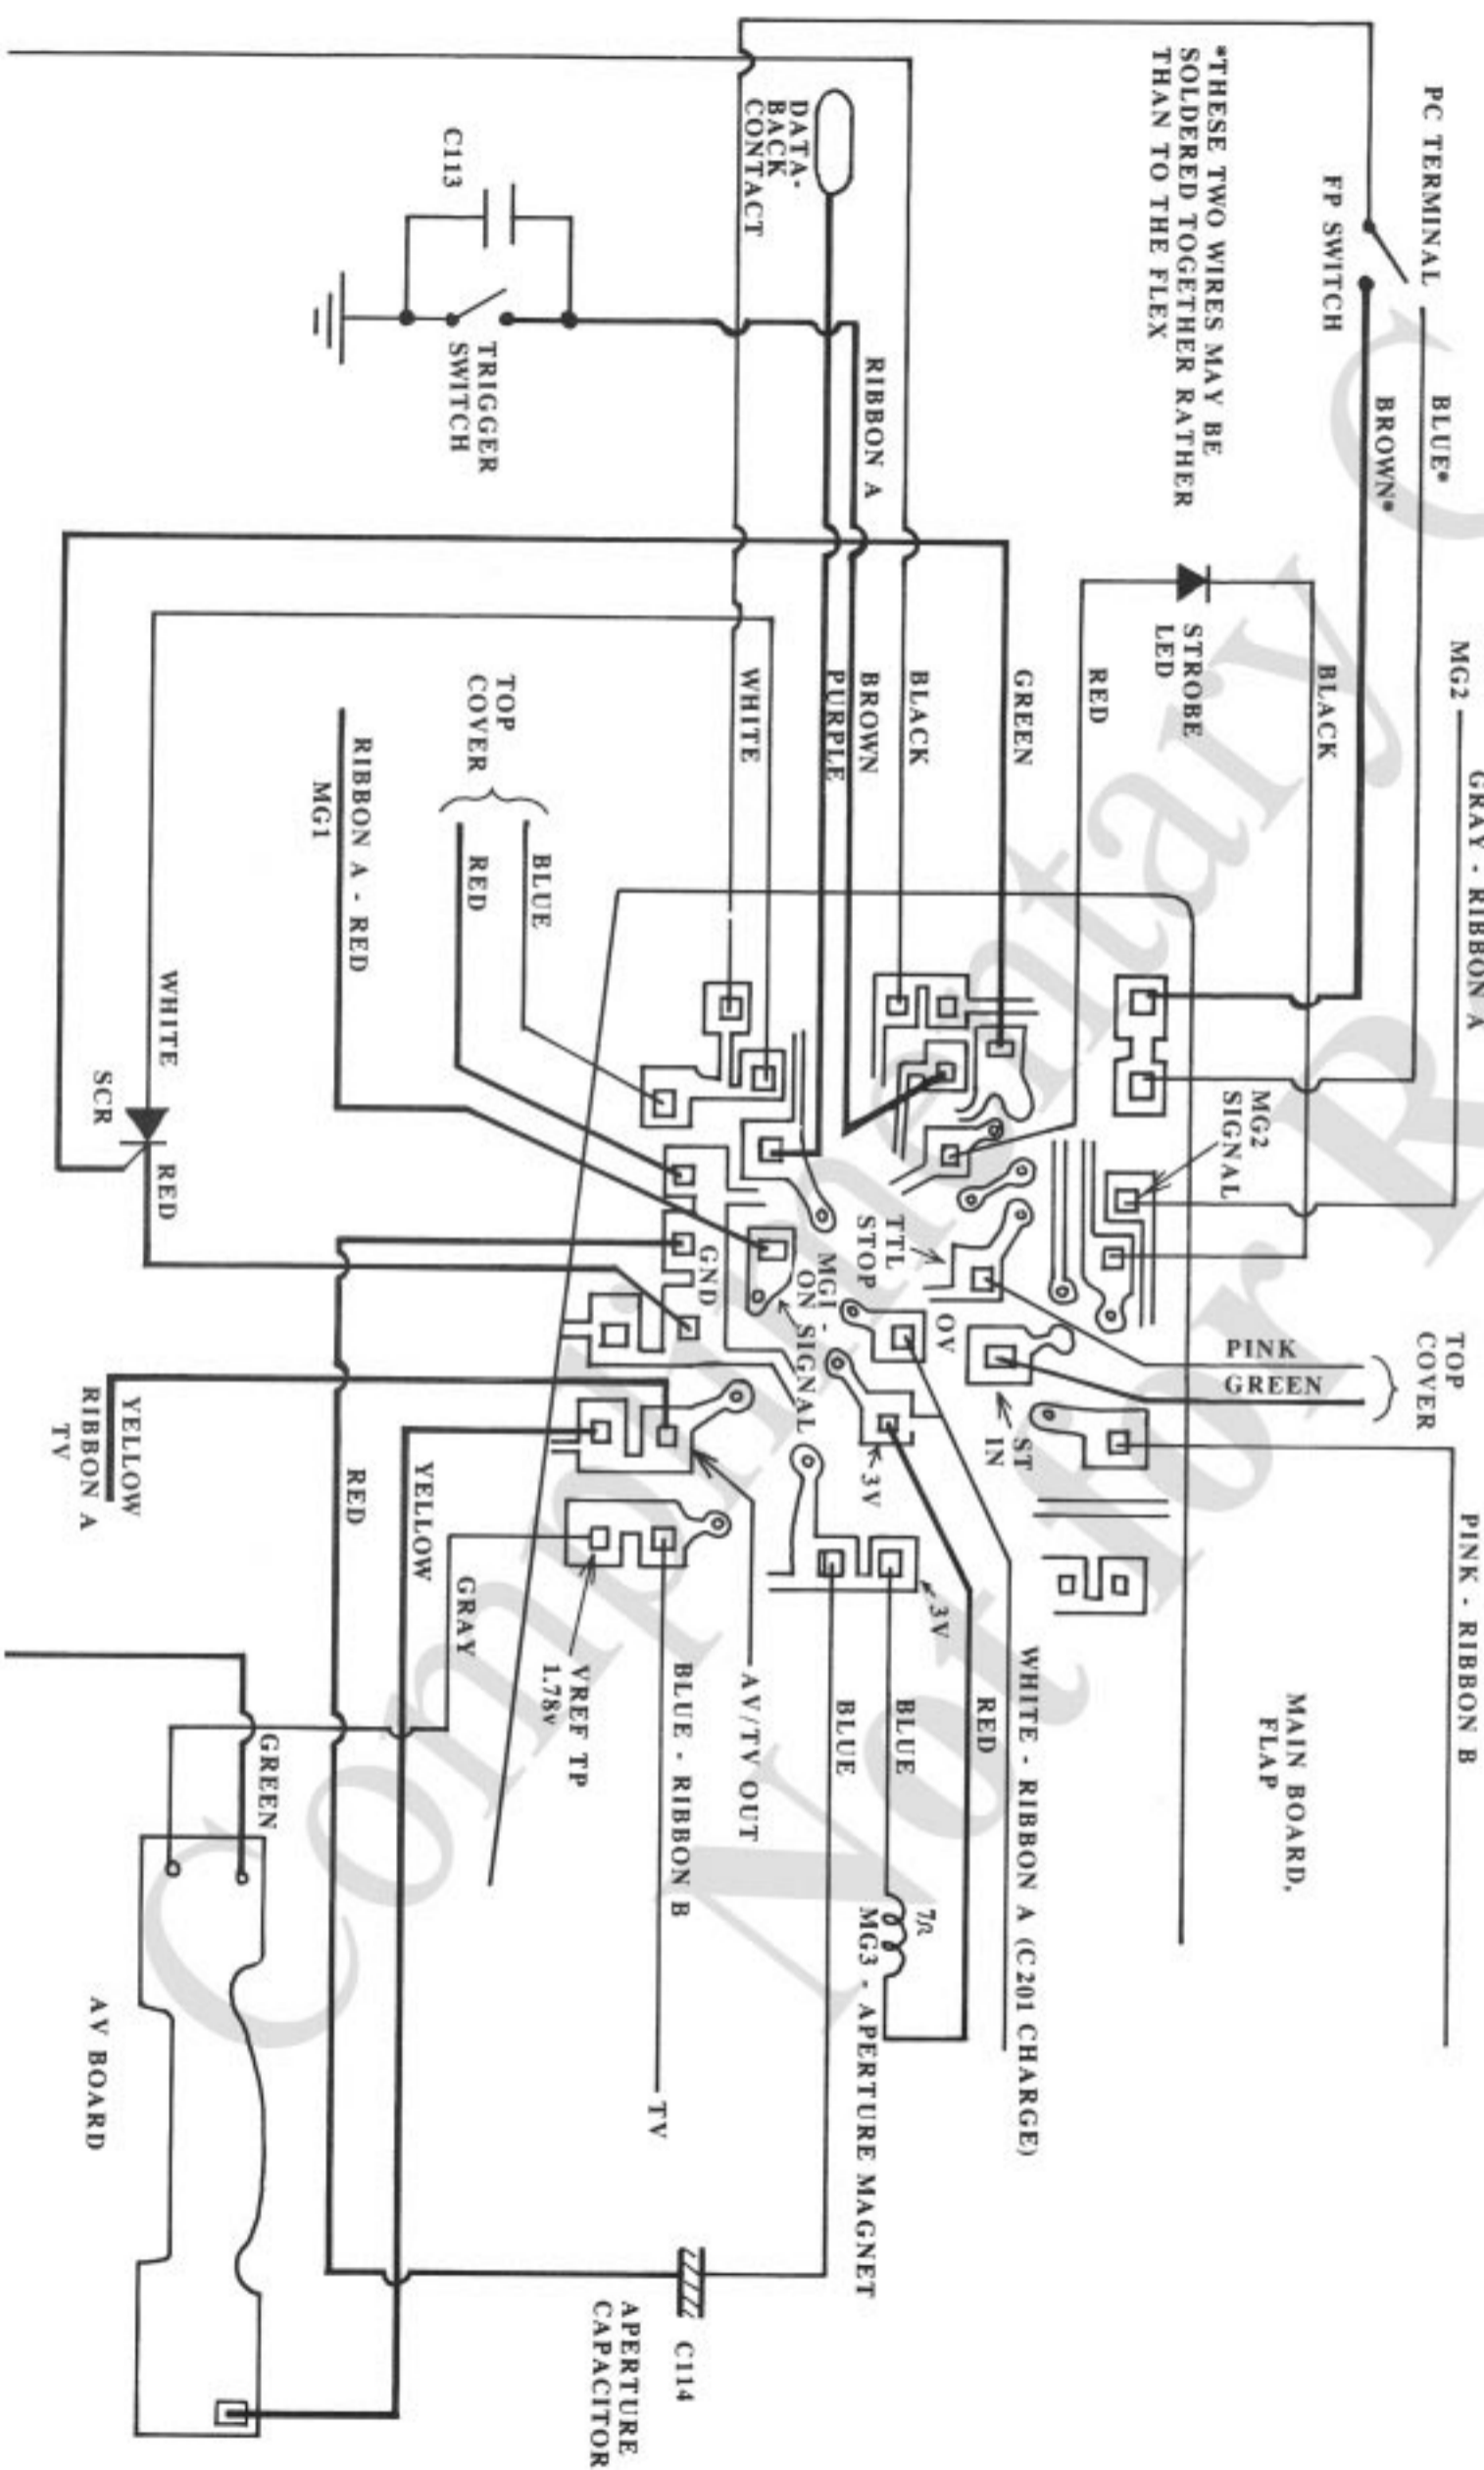 PC TERMINAL
FP SWITCH
BLUE*
BROWN*
*THESE TWO WIRES MAY BE
SOLDERED TOGETHER RATHER
THAN TO THE FLEX
MG2
GRAY - RIBBON A
BLACK
STROBE
LED
RED
MG2
SIGNAL
TOP
COVER
PINK
GREEN
PINK - RIBBON B
MAIN BOARD,
FLAP
DATA-
BACK
CONTACT
RIBBON A
GREEN
BLACK
BROWN
PURPLE
WHITE
TTL
STOP
OV
ST
IN
MG1 -
ON SIGNAL
3V
3V
WHITE - RIBBON A (C201 CHARGE)
RED
BLUE
BLUE
7Ω
MG3 - APERTURE MAGNET
C113
TRIGGER
SWITCH
TOP
COVER
BLUE
RED
GND
AV/TV OUT
BLUE - RIBBON B
TV
VREF TP
1.78v
RIBBON A - RED
MG1
GRAY
YELLOW
RED
C114
APERTURE
CAPACITOR
WHITE
SCR
RED
YELLOW
RIBBON A
TV
GREEN
AV BOARD
Complimentary C
Not for R